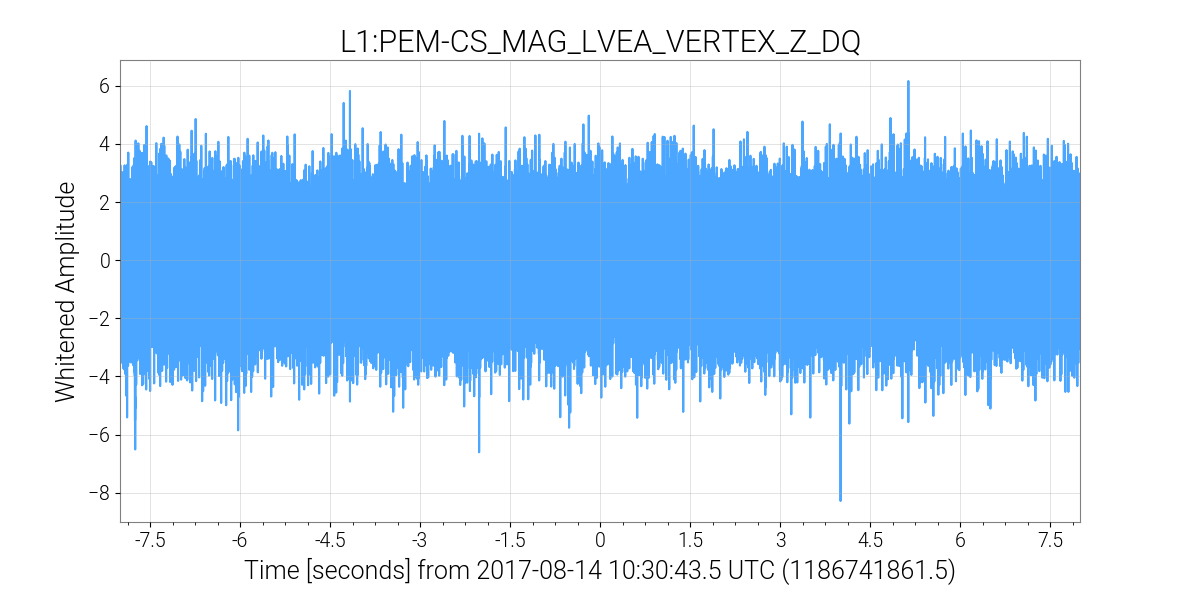 L1:PEM-CS_MAG_LVEA_VERTEX_Z_DQ
Whitened Amplitude
6
4
2
0
−2
−4
−6
−8
-7.5 -6 -4.5 -3 -1.5 0 1.5 3 4.5 6 7.5
Time [seconds] from 2017-08-14 10:30:43.5 UTC (1186741861.5)